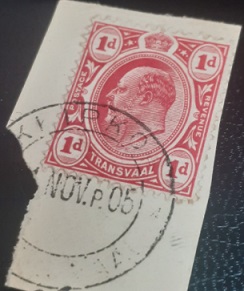 1d 1d
POSTAGE REVENUE
1d 1d
TRANSVAAL
NOV.P.05